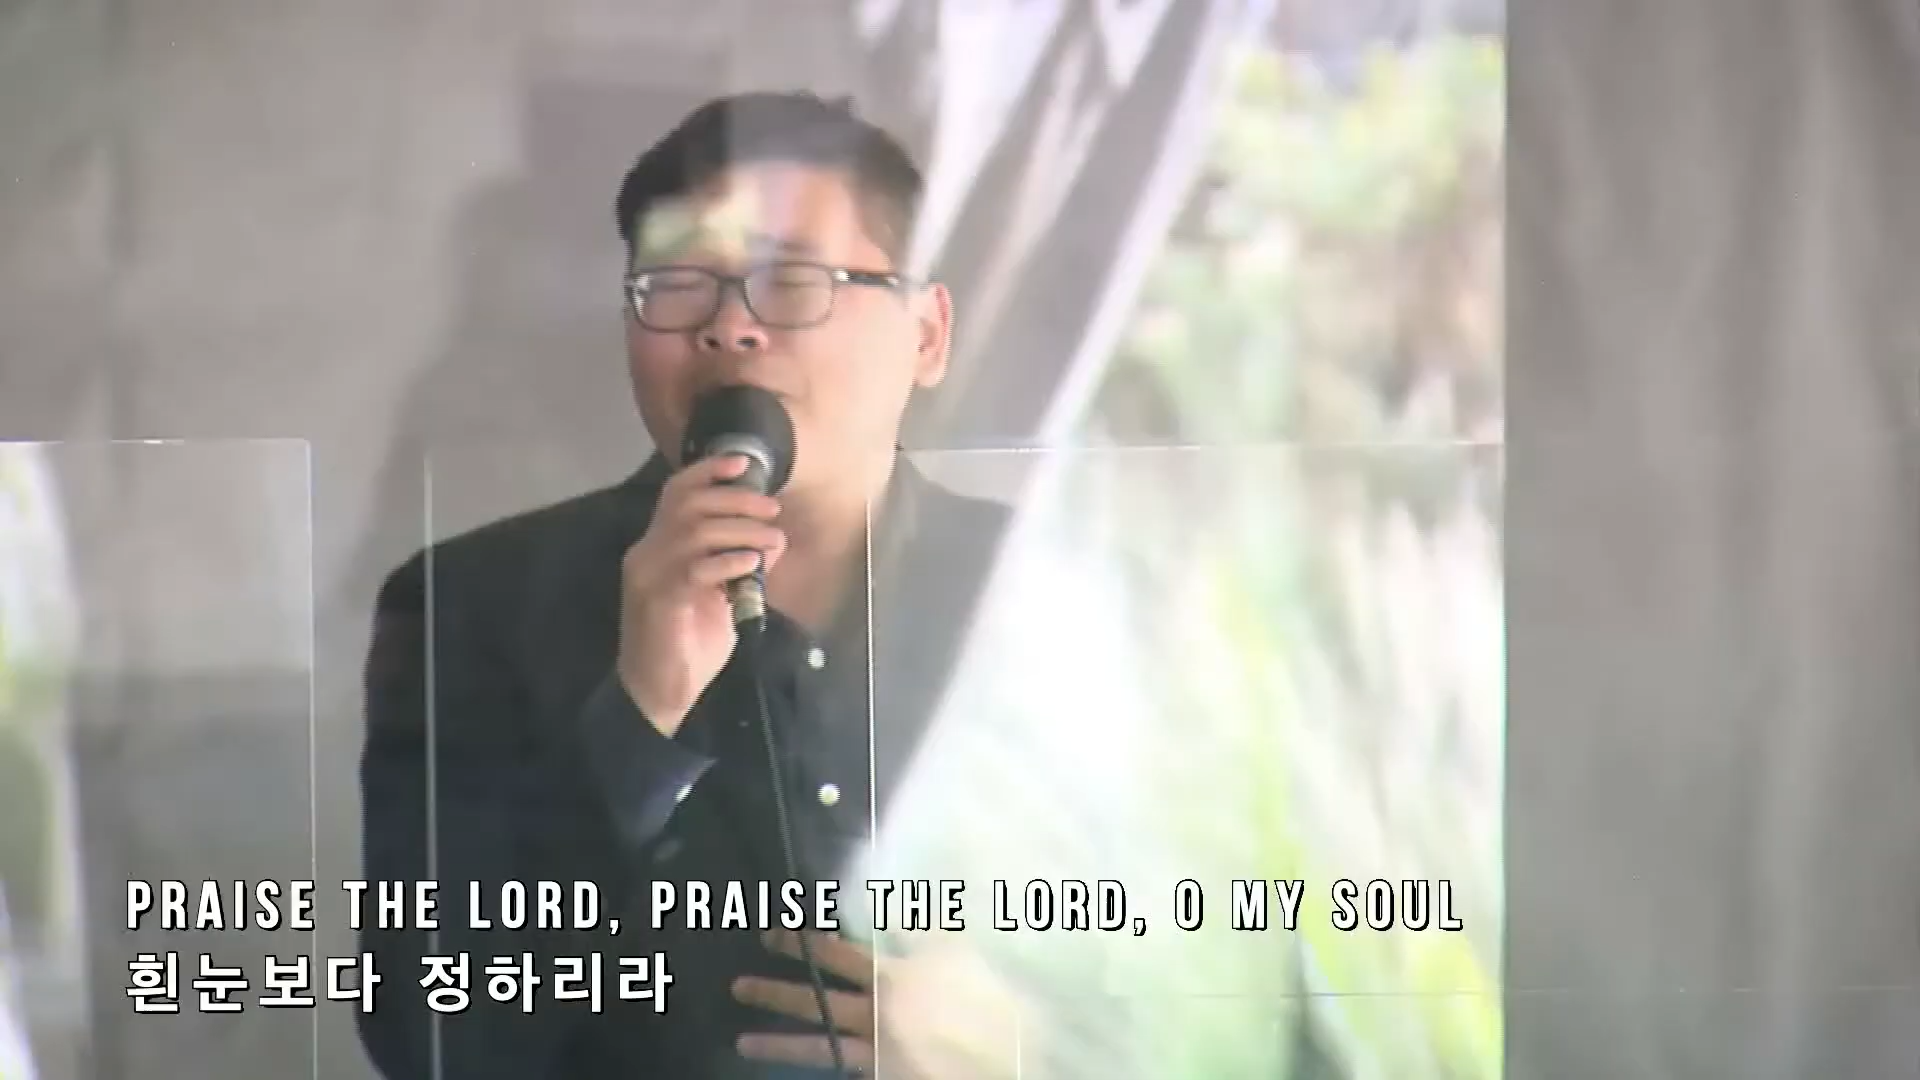 PRAISE THE LORD, PRAISE THE LORD, O MY SOUL
흰눈보다 정하리라